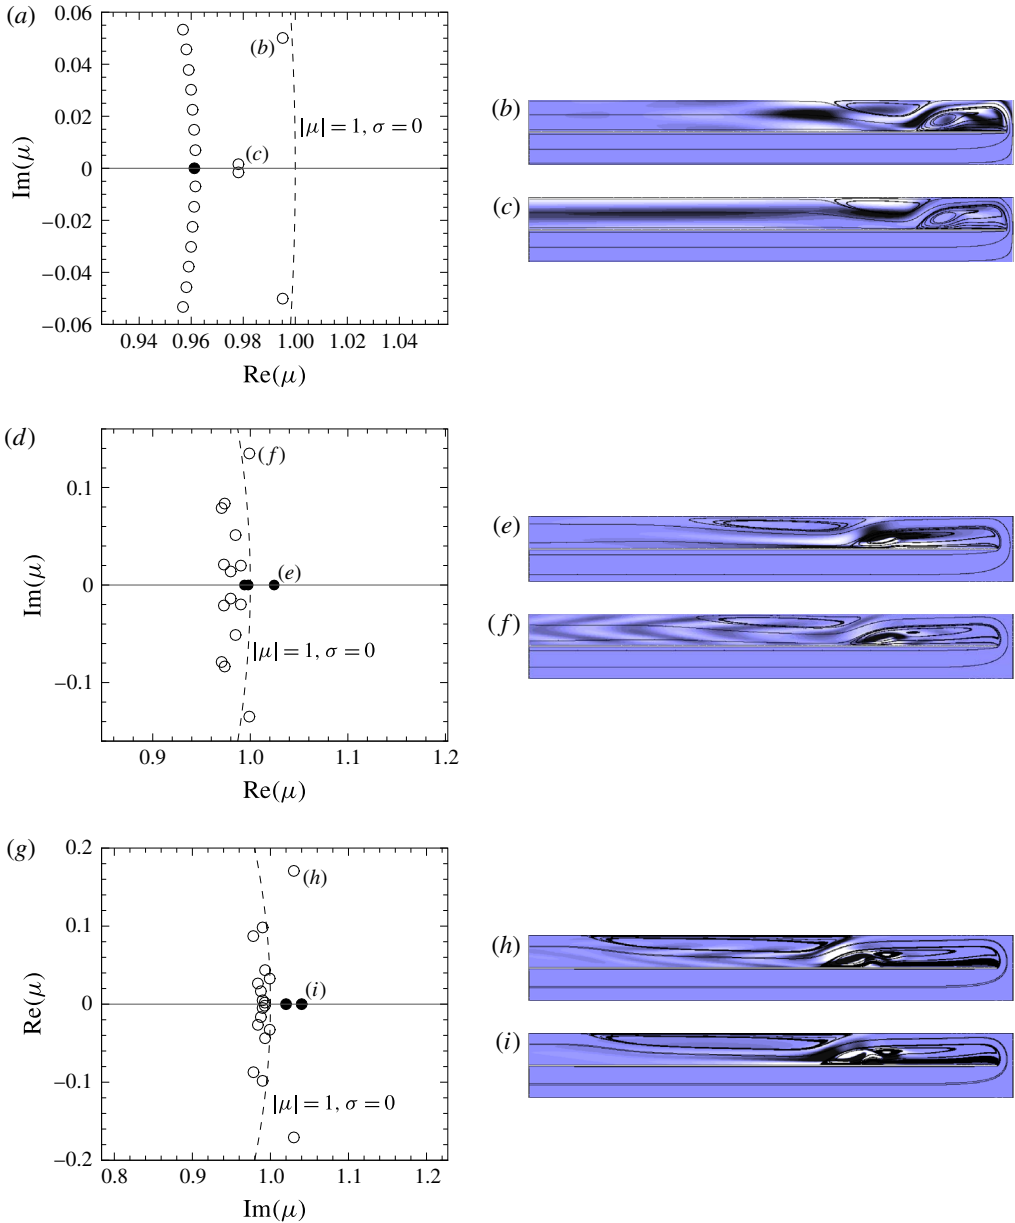 (a)
0.06
0.04
0.02
0
−0.02
−0.04
−0.06
Im(μ)
(b)
(c)
|μ| = 1, σ = 0
0.94 0.96 0.98 1.00 1.02 1.04
Re(μ)
(b)
(c)
(d)
0.1
0
−0.1
Im(μ)
(f)
(e)
|μ| = 1, σ = 0
0.9 1.0 1.1 1.2
Re(μ)
(e)
(f)
(g)
0.2
0.1
0
−0.1
−0.2
Re(μ)
(h)
(i)
|μ| = 1, σ = 0
0.8 0.9 1.0 1.1 1.2
Im(μ)
(h)
(i)